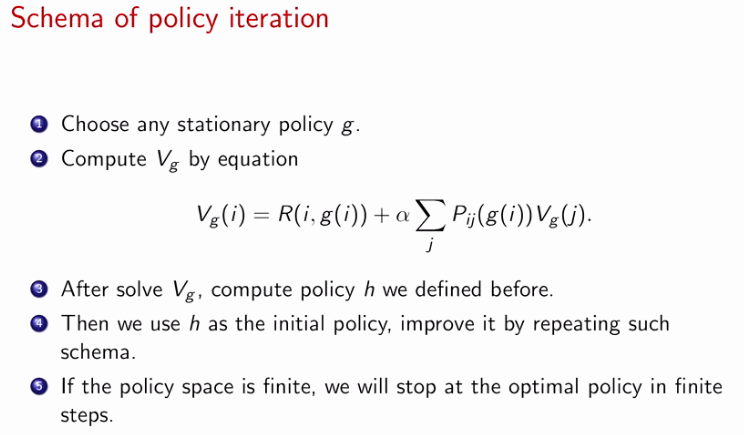 Schema of policy iteration
1 Choose any stationary policy g.
2 Compute V_g by equation
V_g(i) = R(i, g(i)) + α ∑_j P_{ij}(g(i))V_g(j).
3 After solve V_g, compute policy h we defined before.
4 Then we use h as the initial policy, improve it by repeating such
schema.
5 If the policy space is finite, we will stop at the optimal policy in finite
steps.